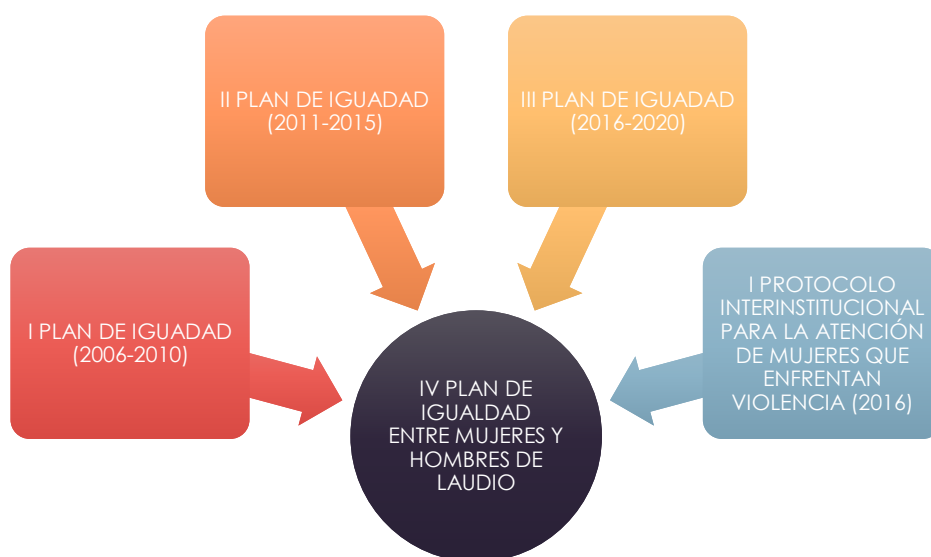 II PLAN DE IGUADAD
(2011-2015)
III PLAN DE IGUADAD
(2016-2020)
I PLAN DE IGUADAD
(2006-2010)
I PROTOCOLO
INTERINSTITUCIONAL
PARA LA ATENCIÓN
DE MUJERES QUE
ENFRENTAN
VIOLENCIA (2016)
IV PLAN DE
IGUALDAD
ENTRE MUJERES Y
HOMBRES DE
LAUDIO